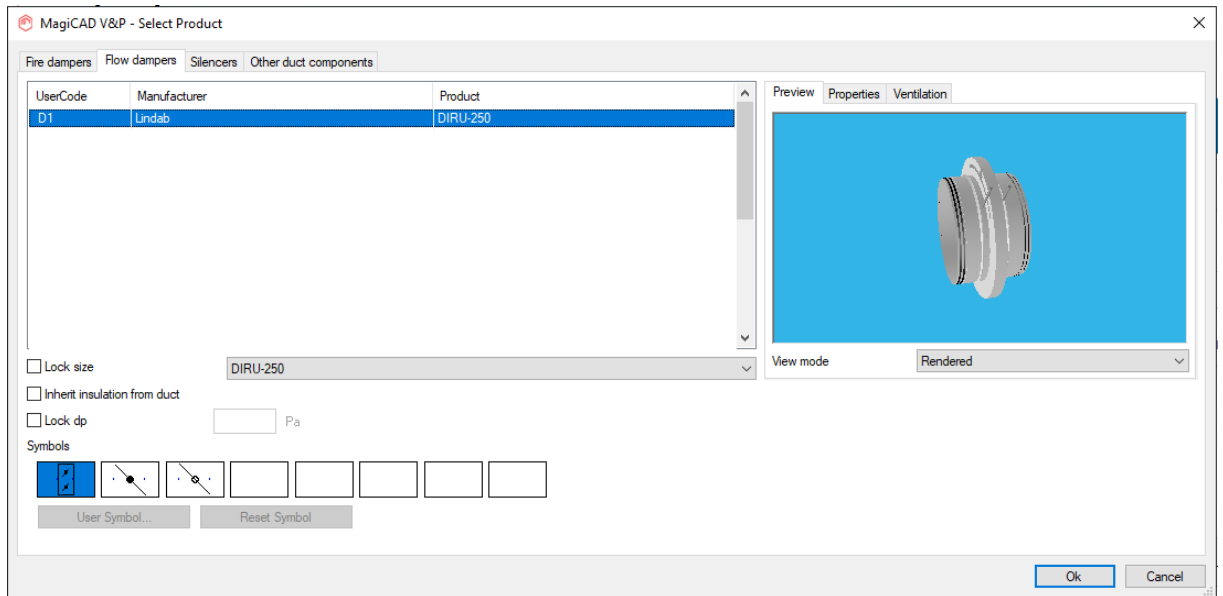 MagiCAD V&P - Select Product
Fire dampers Flow dampers Silencers Other duct components
UserCode Manufacturer Product
D1 Lindab DIRU-250
Preview Properties Ventilation
View mode Rendered
Lock size DIRU-250
Inherit insulation from duct
Lock dp Pa
Symbols
User Symbol... Reset Symbol
Ok Cancel